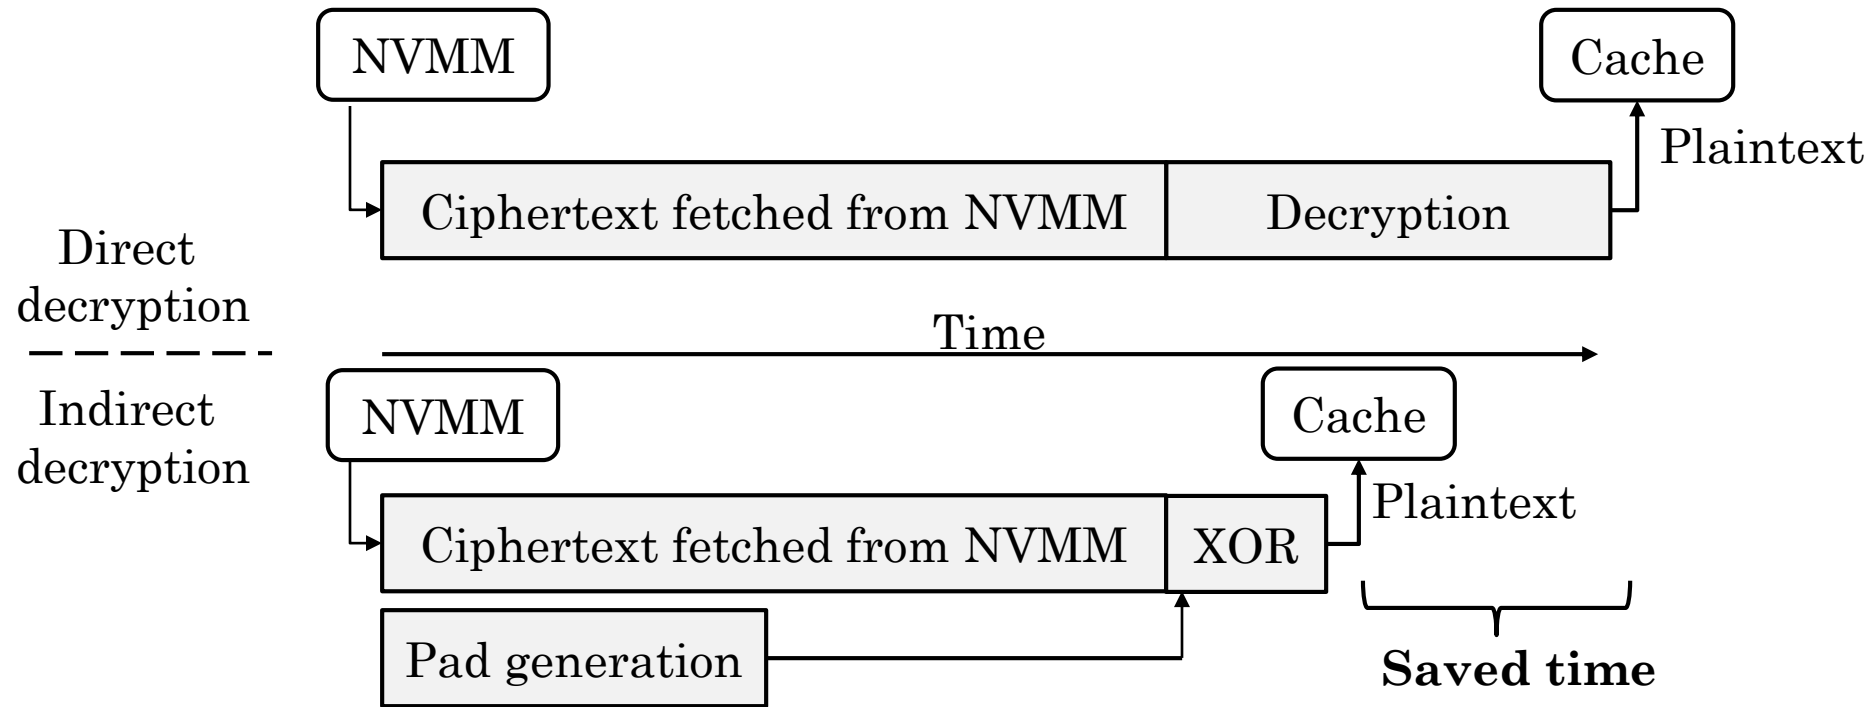 NVMM
Cache
Plaintext
Ciphertext fetched from NVMM
Decryption
Direct
decryption
Time
Indirect
decryption
NVMM
Cache
Plaintext
Ciphertext fetched from NVMM
XOR
Pad generation
Saved time